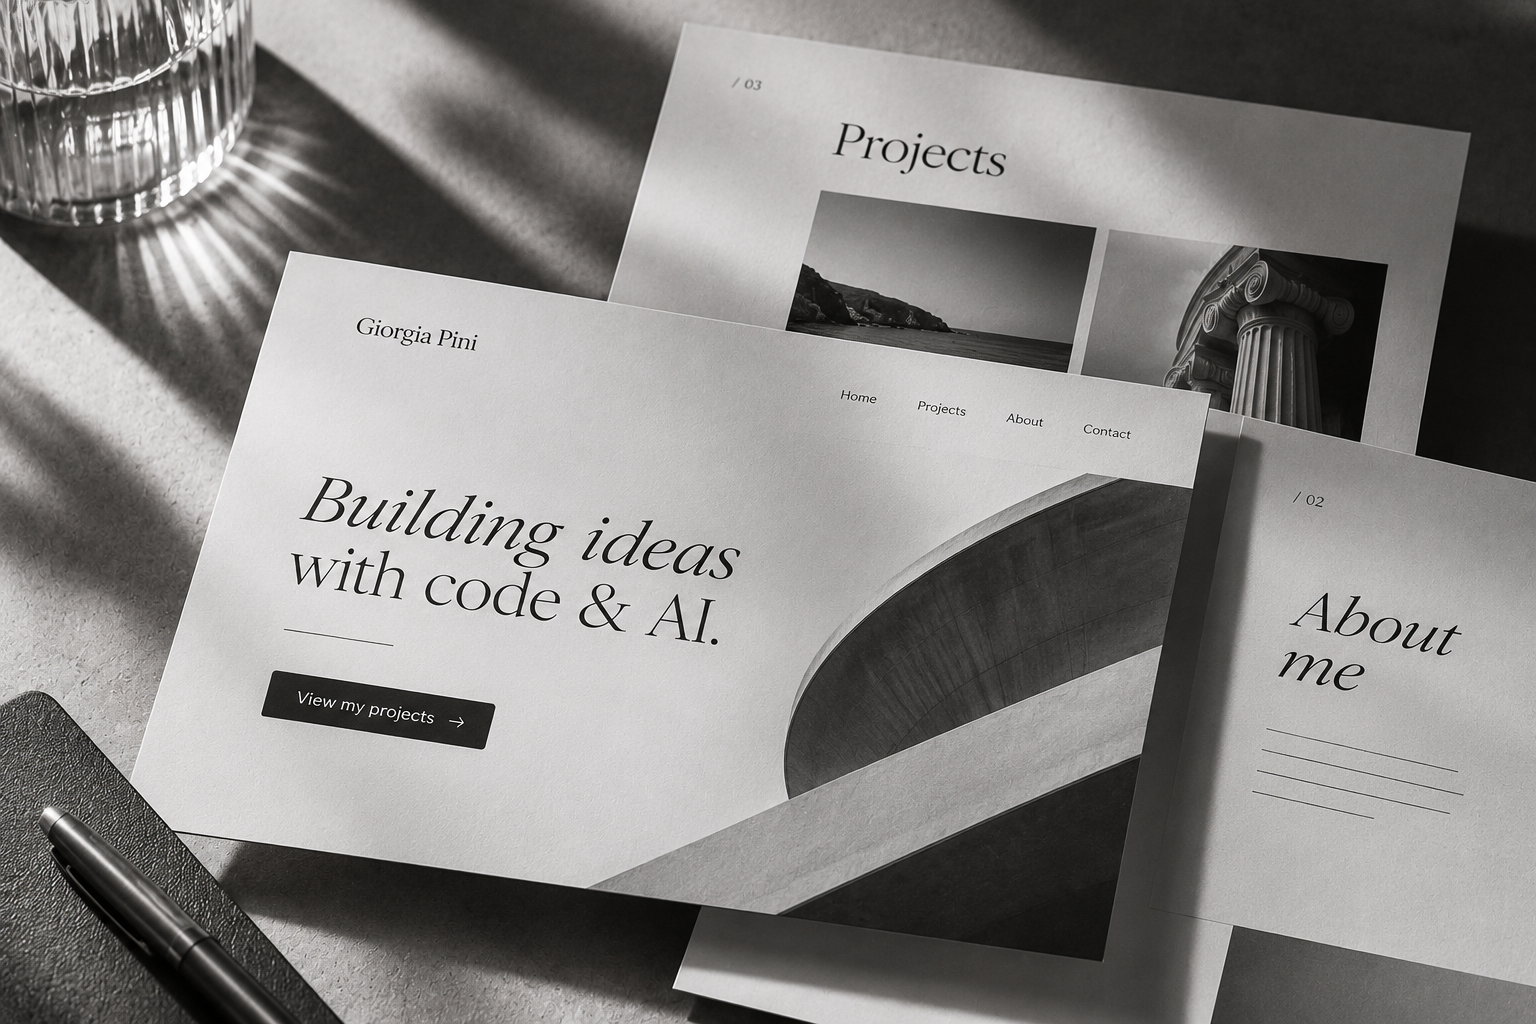 / 03
Projects
Giorgia Pini
Home Projects About Contact
Building ideas
with code & AI.
View my projects →
/ 02
About
me